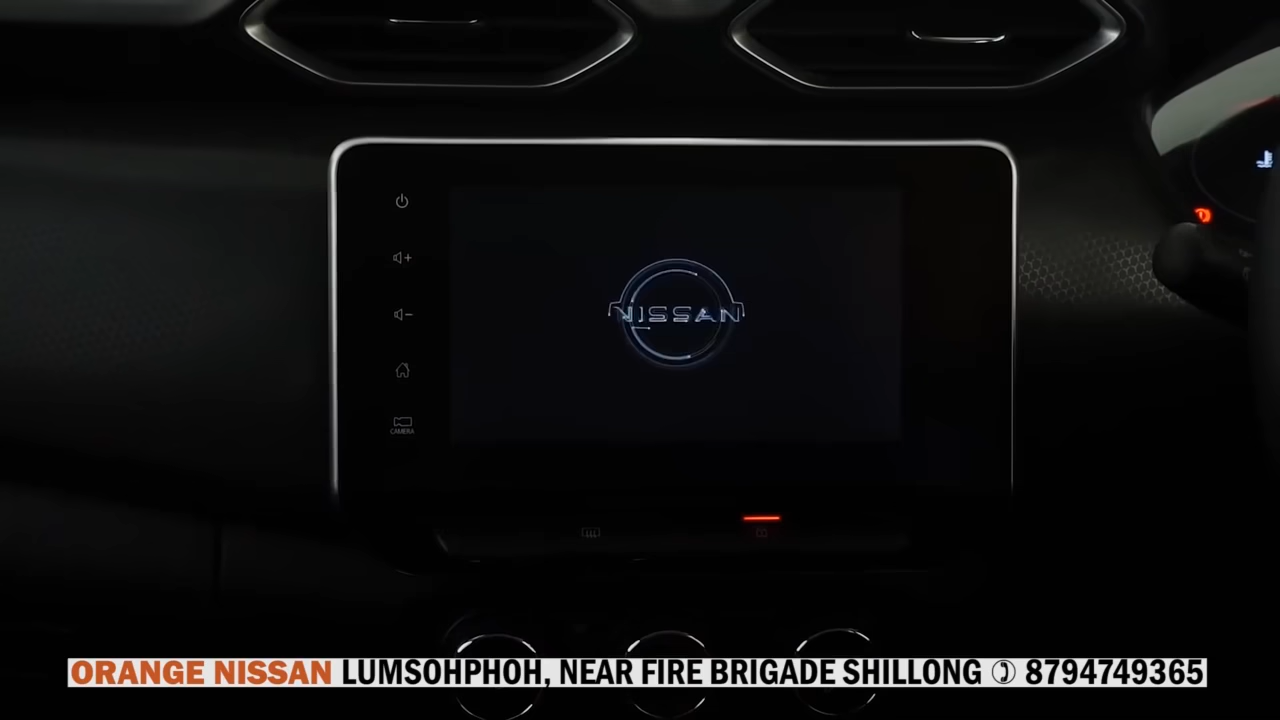 NISSAN
CAMERA
ORANGE NISSAN LUMSOHPHOH, NEAR FIRE BRIGADE SHILLONG ✆ 8794749365